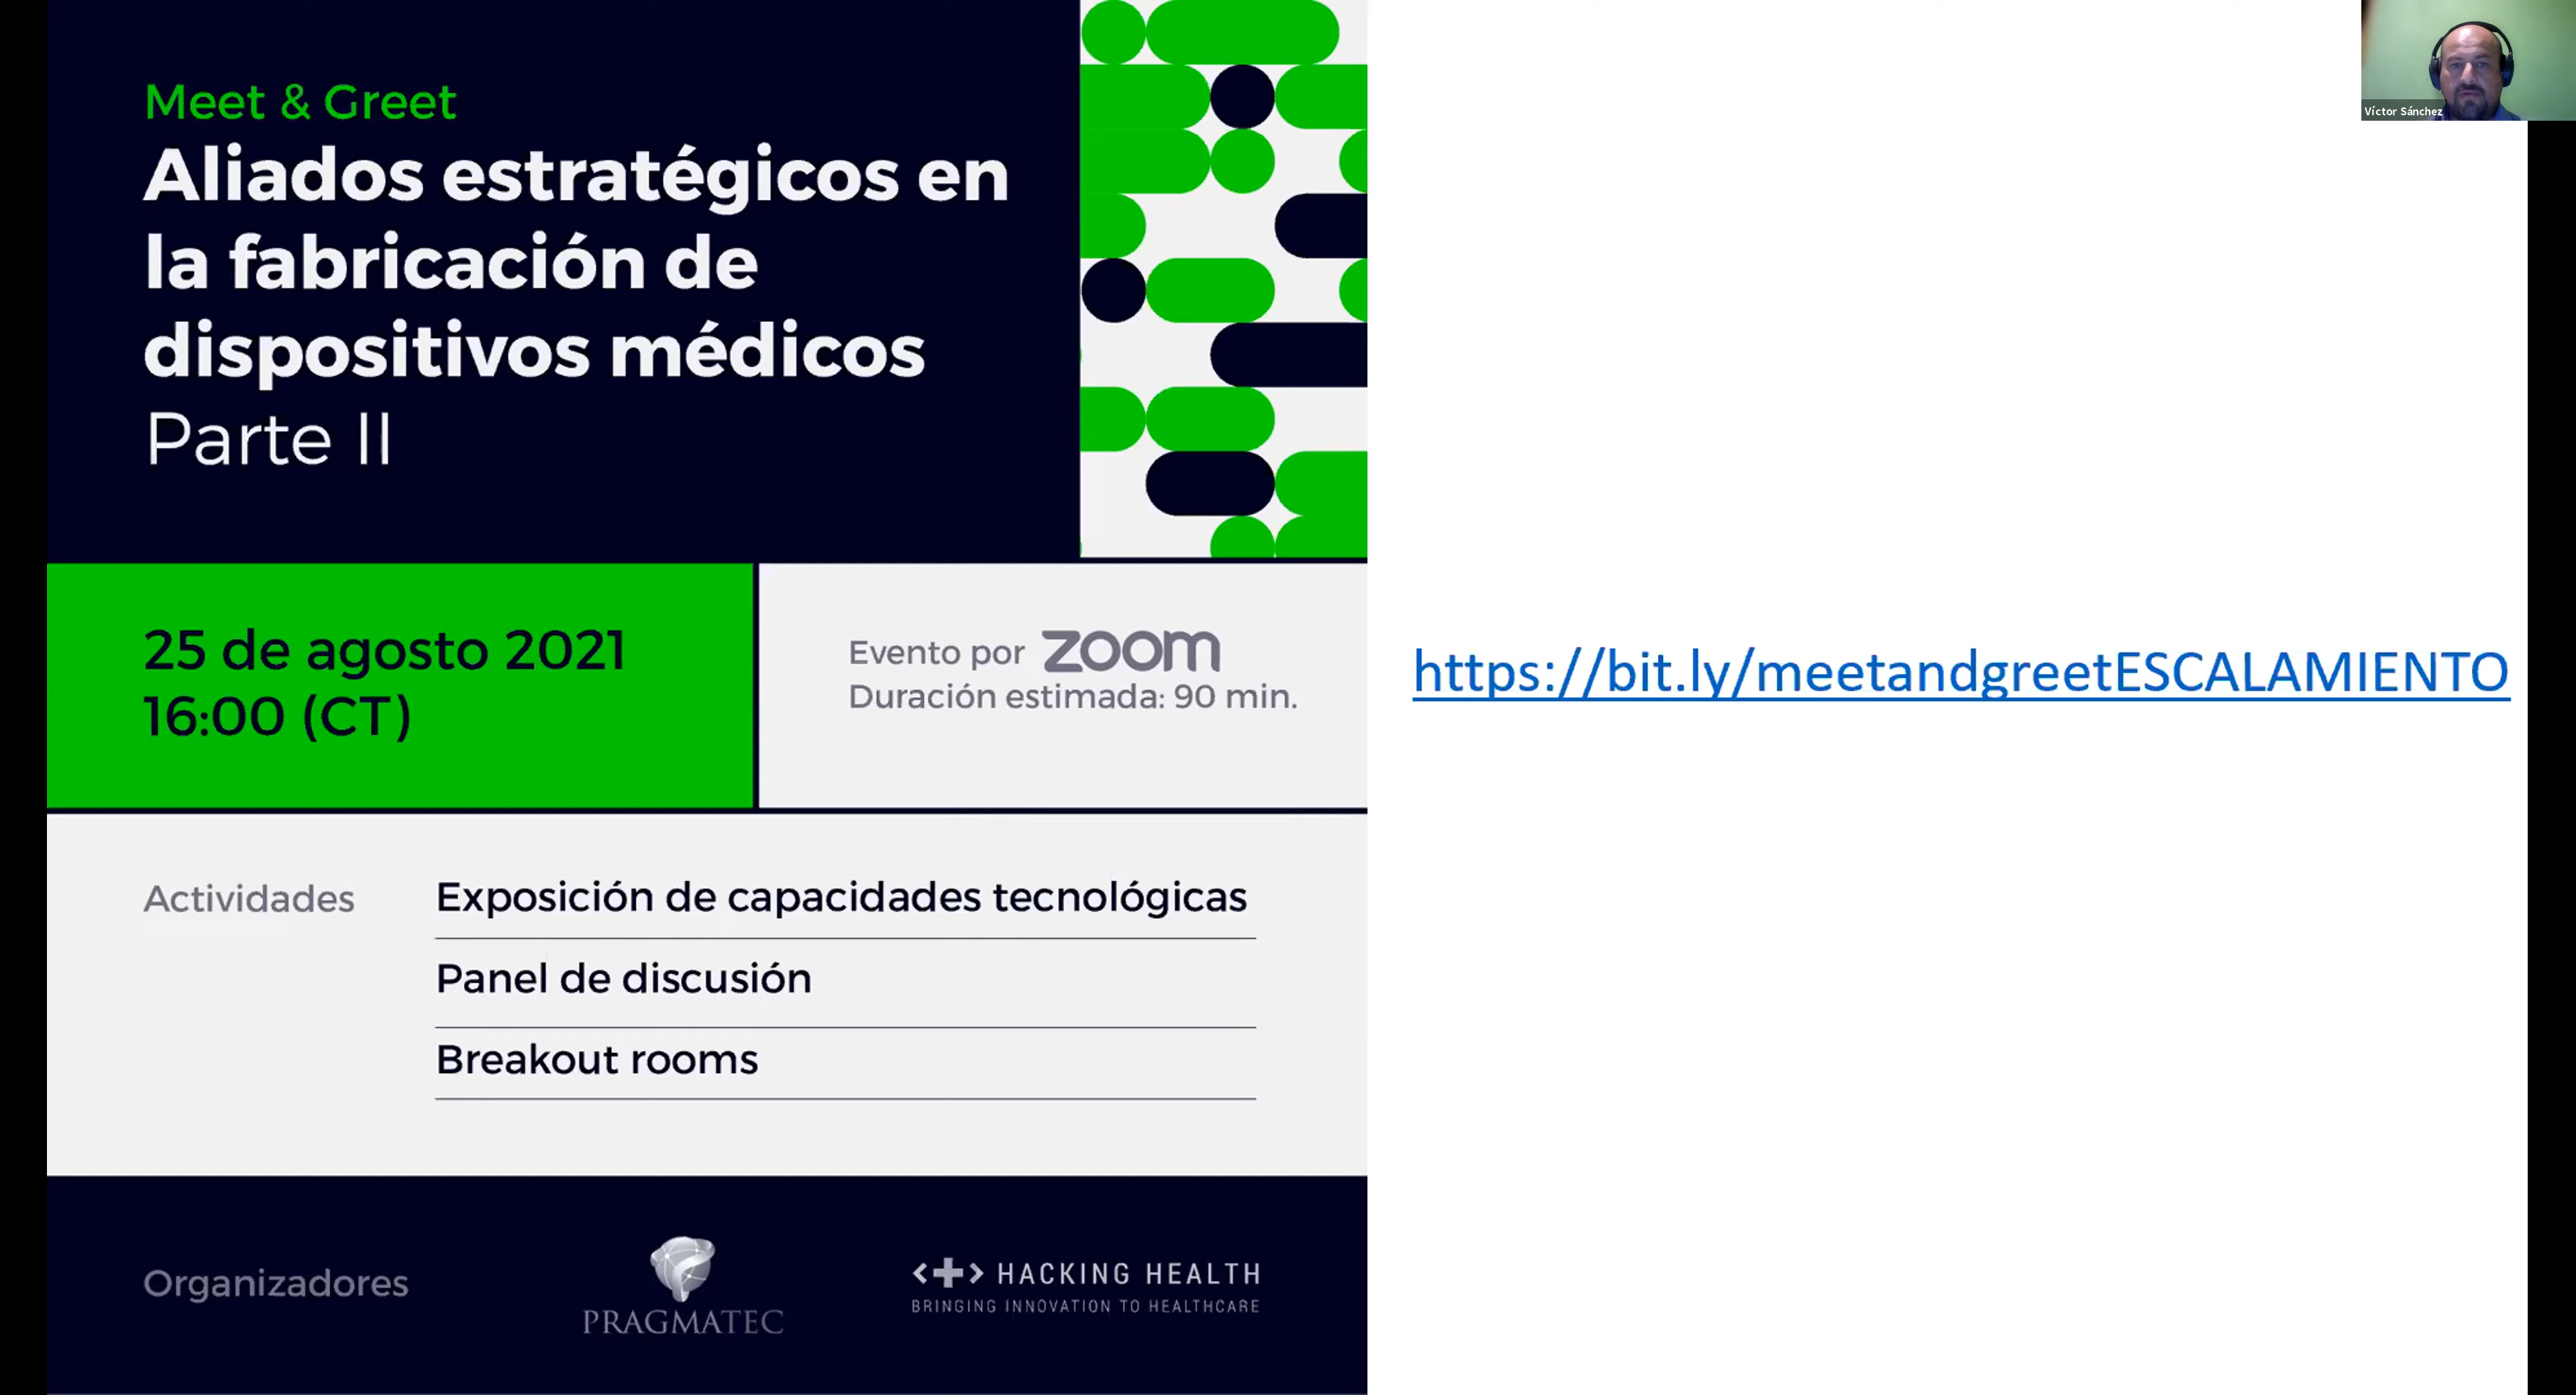 Meet & Greet
Aliados estratégicos en
la fabricación de
dispositivos médicos
Parte II
25 de agosto 2021
16:00 (CT)
Evento por zoom
Duración estimada: 90 min.
Actividades
Exposición de capacidades tecnológicas
Panel de discusión
Breakout rooms
Organizadores
PRAGMATEC
<+> HACKING HEALTH
BRINGING INNOVATION TO HEALTHCARE
https://bit.ly/meetandgreetESCALAMIENTO
Víctor Sánchez